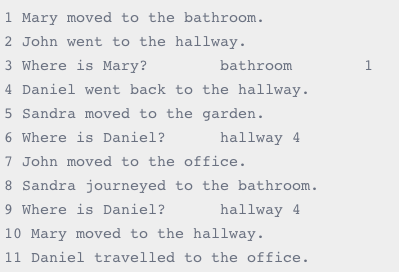 1 Mary moved to the bathroom.
2 John went to the hallway.
3 Where is Mary?        bathroom        1
4 Daniel went back to the hallway.
5 Sandra moved to the garden.
6 Where is Daniel?      hallway 4
7 John moved to the office.
8 Sandra journeyed to the bathroom.
9 Where is Daniel?      hallway 4
10 Mary moved to the hallway.
11 Daniel travelled to the office.